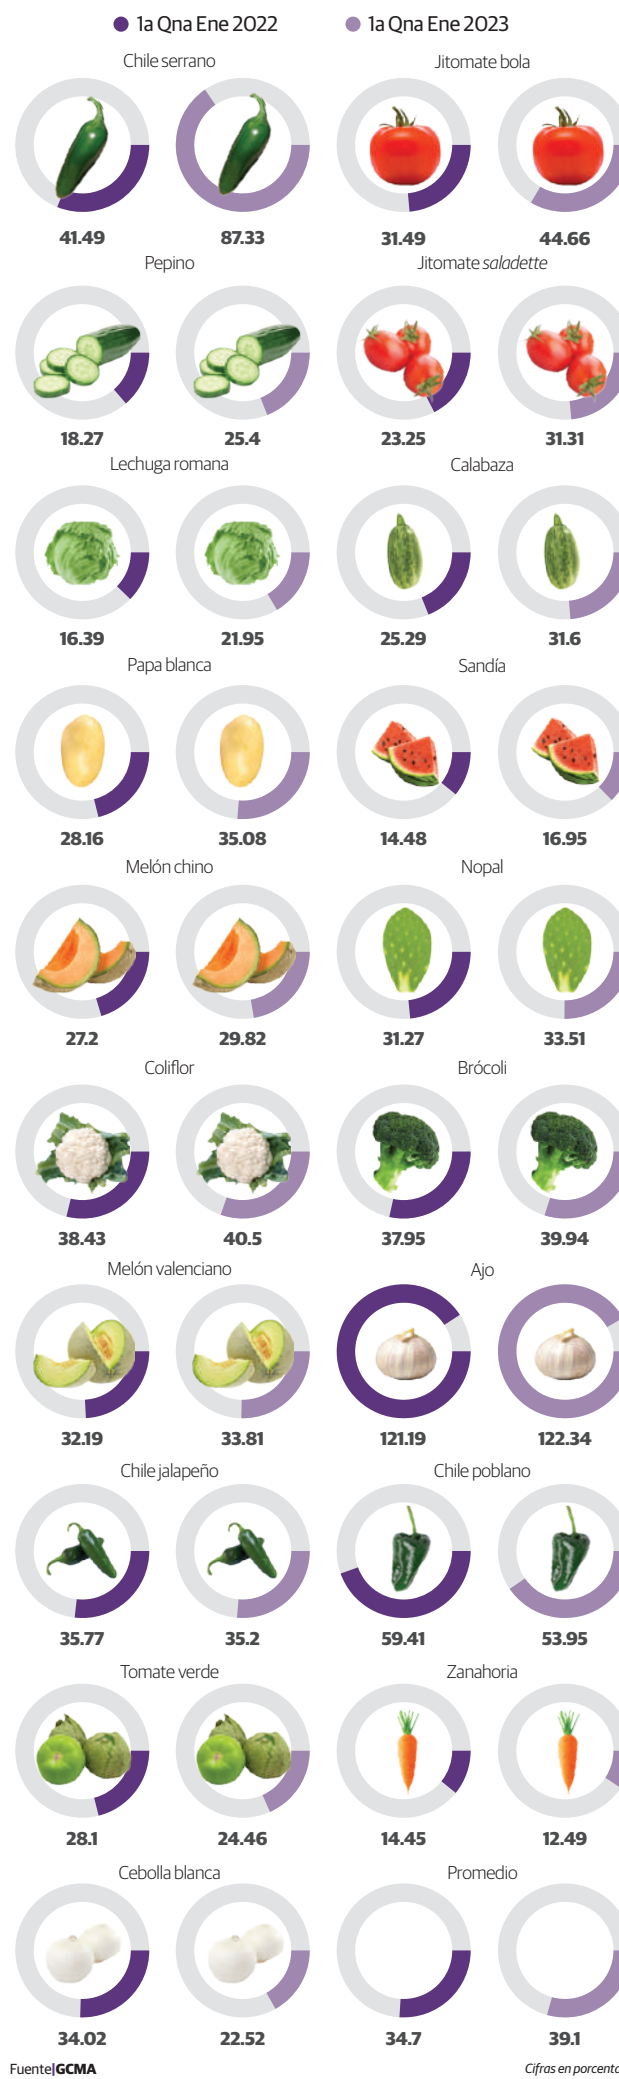 1a Qna Ene 2022 1a Qna Ene 2023
Chile serrano Jitomate bola
41.49 87.33 31.49 44.66
Pepino Jitomate saladette
18.27 25.4 23.25 31.31
Lechuga romana Calabaza
16.39 21.95 25.29 31.6
Papa blanca Sandía
28.16 35.08 14.48 16.95
Melón chino Nopal
27.2 29.82 31.27 33.51
Coliflor Brócoli
38.43 40.5 37.95 39.94
Melón valenciano Ajo
32.19 33.81 121.19 122.34
Chile jalapeño Chile poblano
35.77 35.2 59.41 53.95
Tomate verde Zanahoria
28.1 24.46 14.45 12.49
Cebolla blanca Promedio
34.02 22.52 34.7 39.1
Fuente|GCMA Cifras en porcenta